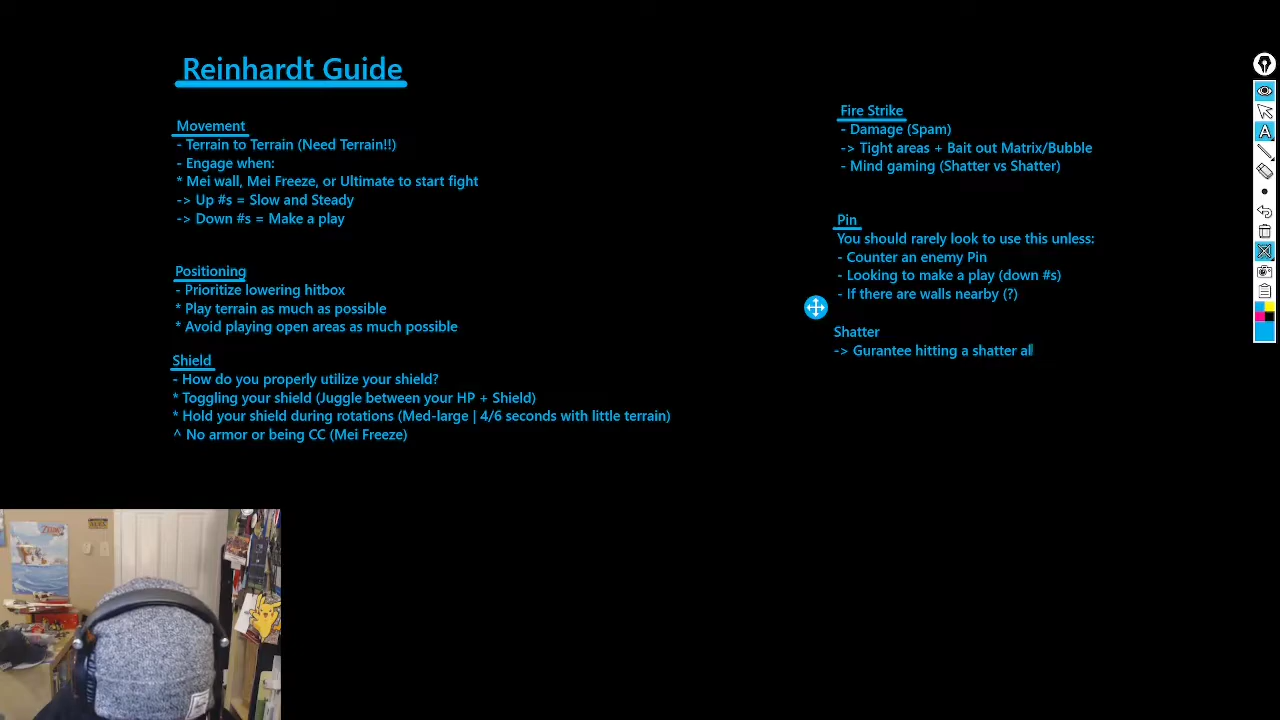 Reinhardt Guide
Movement
- Terrain to Terrain (Need Terrain!!)
- Engage when:
* Mei wall, Mei Freeze, or Ultimate to start fight
-> Up #s = Slow and Steady
-> Down #s = Make a play
Positioning
- Prioritize lowering hitbox
* Play terrain as much as possible
* Avoid playing open areas as much possible
Shield
- How do you properly utilize your shield?
* Toggling your shield (Juggle between your HP + Shield)
* Hold your shield during rotations (Med-large | 4/6 seconds with little terrain)
^ No armor or being CC (Mei Freeze)
Fire Strike
- Damage (Spam)
-> Tight areas + Bait out Matrix/Bubble
- Mind gaming (Shatter vs Shatter)
Pin
You should rarely look to use this unless:
- Counter an enemy Pin
- Looking to make a play (down #s)
- If there are walls nearby (?)
Shatter
-> Gurantee hitting a shatter al
ZELDA